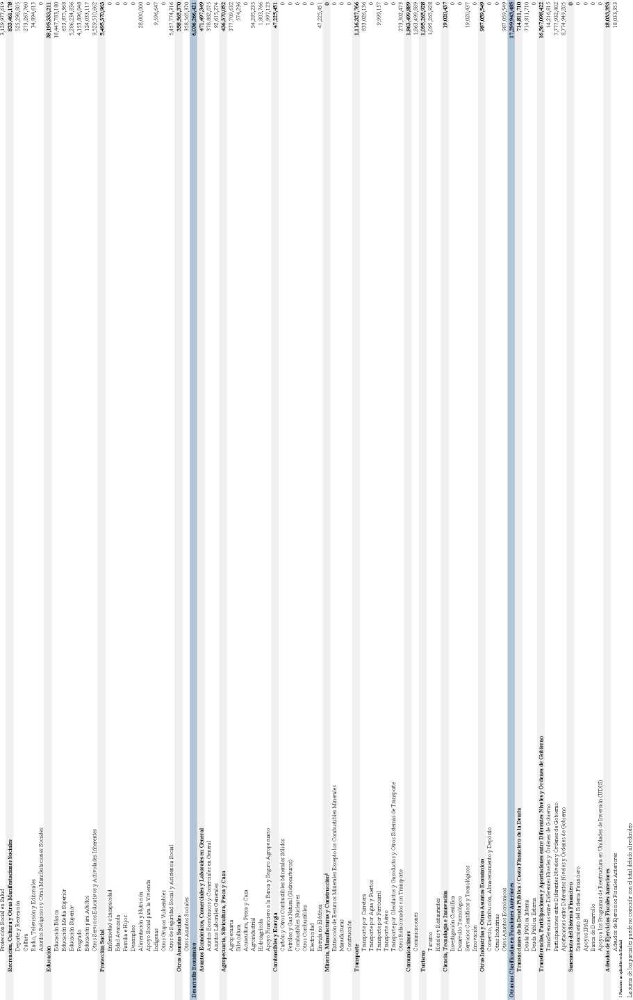 Protección Social en Salud 3,129,977,619
Recreación, Cultura y Otras Manifestaciones Sociales 833,461,178
Deporte y Recreación 525,298,805
Cultura 273,267,760
Radio, Televisión y Editoriales 34,894,613
Asuntos Religiosos y Otras Manifestaciones Sociales 0
Educación 38,195,933,211
Educación Básica 18,447,783,180
Educación Media Superior 653,875,368
Educación Superior 5,286,234,836
Posgrado 4,153,896,049
Educación para Adultos 124,633,117
Otros Servicios Educativos y Actividades Inherentes 9,529,510,662
Protección Social 5,495,370,963
Enfermedad e Incapacidad 0
Edad Avanzada 0
Familia e Hijos 0
Desempleo 0
Alimentación y Nutrición 28,000,000
Apoyo Social para la Vivienda 0
Indígenas 9,596,647
Otros Grupos Vulnerables 0
Otros de Seguridad Social y Asistencia Social 5,457,774,316
Otros Asuntos Sociales 358,565,370
Otros Asuntos Sociales 358,565,370
Desarrollo Económico 6,036,266,421
Asuntos Económicos, Comerciales y Laborales en General 471,497,349
Asuntos Económicos y Comerciales en General 378,882,075
Asuntos Laborales Generales 92,615,274
Agropecuaria, Silvicultura, Pesca y Caza 436,370,052
Agropecuaria 377,709,632
Silvicultura 574,296
Acuacultura, Pesca y Caza 0
Agroindustrial 54,285,235
Hidroagrícola 1,803,766
Apoyo Financiero a la Banca y Seguro Agropecuario 1,997,123
Combustibles y Energía 47,225,451
Carbón y Otros Combustibles Minerales Sólidos 0
Petróleo y Gas Natural (Hidrocarburos) 0
Combustibles Nucleares 0
Otros Combustibles 0
Electricidad 0
Energía no Eléctrica 47,225,451
Minería, Manufacturas y Construcción¹ 0
Extracción de Recursos Minerales Excepto los Combustibles Minerales 0
Manufacturas 0
Construcción 0
Transporte 1,116,327,766
Transporte por Carretera 833,026,136
Transporte por Agua y Puertos 0
Transporte por Ferrocarril 9,999,157
Transporte Aéreo 0
Transporte por Oleoductos y Gasoductos y Otros Sistemas de Transporte 0
Otros Relacionados con Transporte 273,302,473
Comunicaciones 1,863,499,889
Comunicaciones 1,863,499,889
Turismo 1,095,265,928
Turismo 1,095,265,928
Hoteles y Restaurantes 0
Ciencia, Tecnología e Innovación 19,020,437
Investigación Científica 0
Desarrollo Tecnológico 0
Servicios Científicos y Tecnológicos 19,020,437
Innovación 0
Otras Industrias y Otros Asuntos Económicos 987,059,549
Comercio, Distribución, Almacenamiento y Depósito 0
Otras Industrias 0
Otros Asuntos Económicos 987,059,549
Otras no Clasificadas en Funciones Anteriores 17,299,943,485
Transacciones de la Deuda Pública / Costo Financiero de la Deuda 714,811,710
Deuda Pública Interna 714,811,710
Deuda Pública Externa 0
Transferencias, Participaciones y Aportaciones entre Diferentes Niveles y Órdenes de Gobierno 16,567,098,422
Transferencias entre Diferentes Niveles y Órdenes de Gobierno 14,216,815
Participaciones entre Diferentes Niveles y Órdenes de Gobierno 7,777,932,402
Aportaciones entre Diferentes Niveles y Órdenes de Gobierno 8,774,949,205
Saneamiento del Sistema Financiero 0
Saneamiento del Sistema Financiero 0
Apoyos IPAB 0
Banca de Desarrollo 0
Apoyo a los Programas de Reestructura en Unidades de Inversión (UDIS) 0
Adeudos de Ejercicios Fiscales Anteriores 18,033,353
Adeudos de Ejercicios Fiscales Anteriores 18,033,353
La suma de los parciales puede no coincidir con el total debido al redondeo